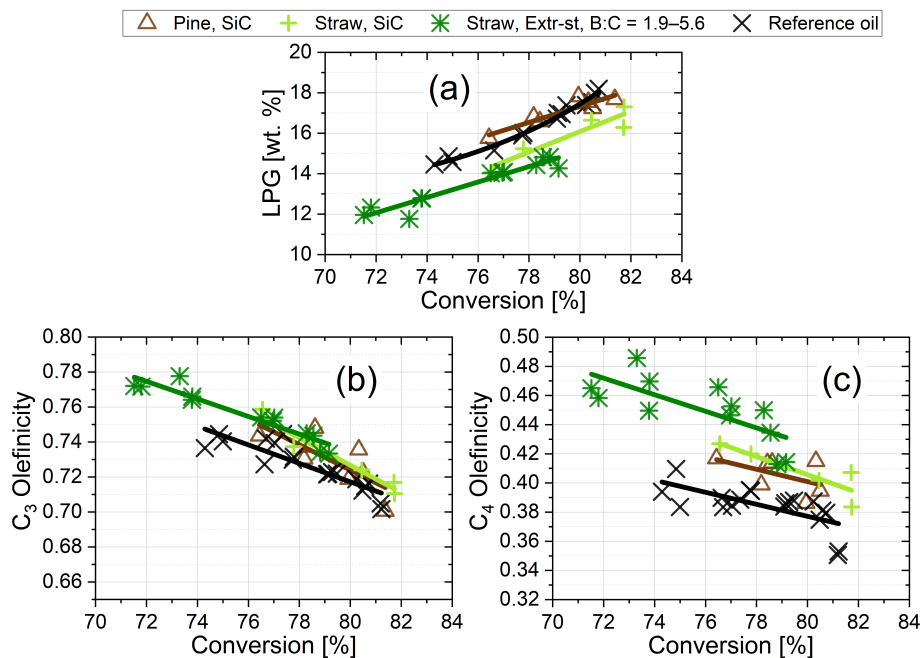 Pine, SiC Straw, SiC Straw, Extr-st, B:C = 1.9–5.6 Reference oil
(a)
LPG [wt. %]
20
18
16
14
12
10
70 72 74 76 78 80 82 84
Conversion [%]
(b)
C3 Olefinicity
0.80
0.78
0.76
0.74
0.72
0.70
0.68
0.66
70 72 74 76 78 80 82 84
Conversion [%]
(c)
C4 Olefinicity
0.50
0.48
0.46
0.44
0.42
0.40
0.38
0.36
0.34
0.32
70 72 74 76 78 80 82 84
Conversion [%]